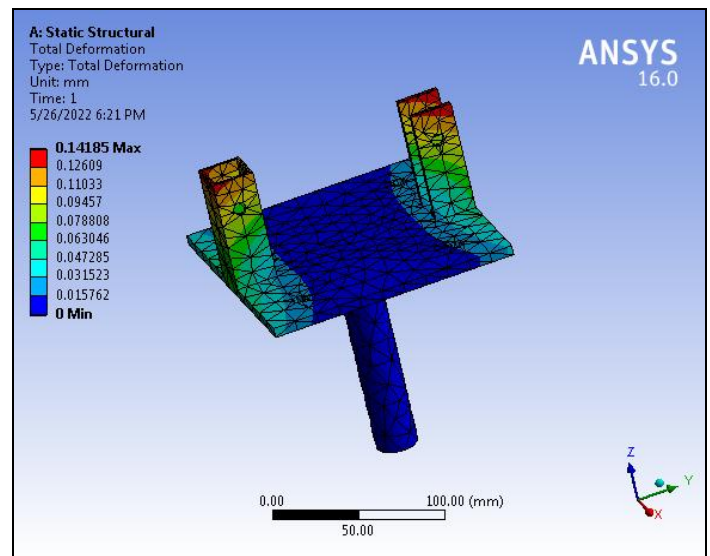 A: Static Structural
Total Deformation
Type: Total Deformation
Unit: mm
Time: 1
5/26/2022 6:21 PM
ANSYS
16.0
0.14185 Max
0.12609
0.11033
0.09457
0.078808
0.063046
0.047285
0.031523
0.015762
0 Min
0.00
100.00 (mm)
50.00
Z
Y
X